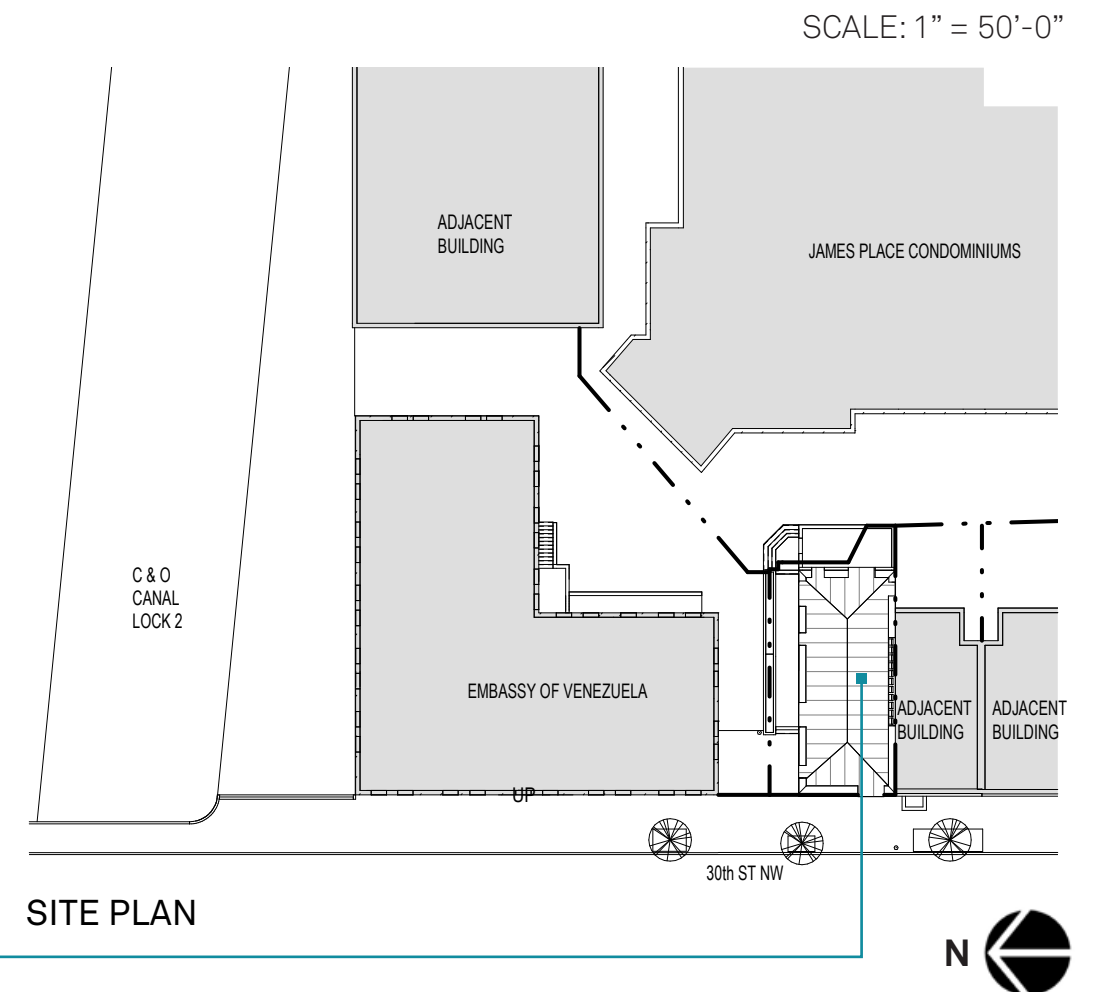 SCALE: 1” = 50’-0”
ADJACENT
BUILDING
JAMES PLACE CONDOMINIUMS
C & O
CANAL
LOCK 2
EMBASSY OF VENEZUELA
ADJACENT
BUILDING
ADJACENT
BUILDING
UP
30th ST NW
SITE PLAN
N